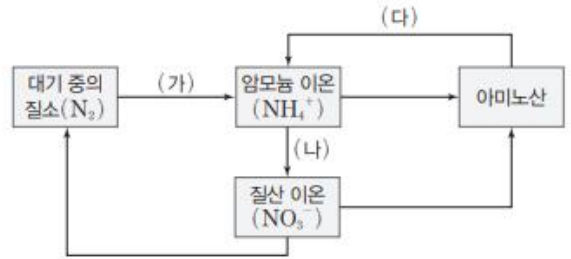 (다)
대기 중의
질소(N₂)
(가)
암모늄 이온
(NH₄⁺)
아미노산
(나)
질산 이온
(NO₃⁻)